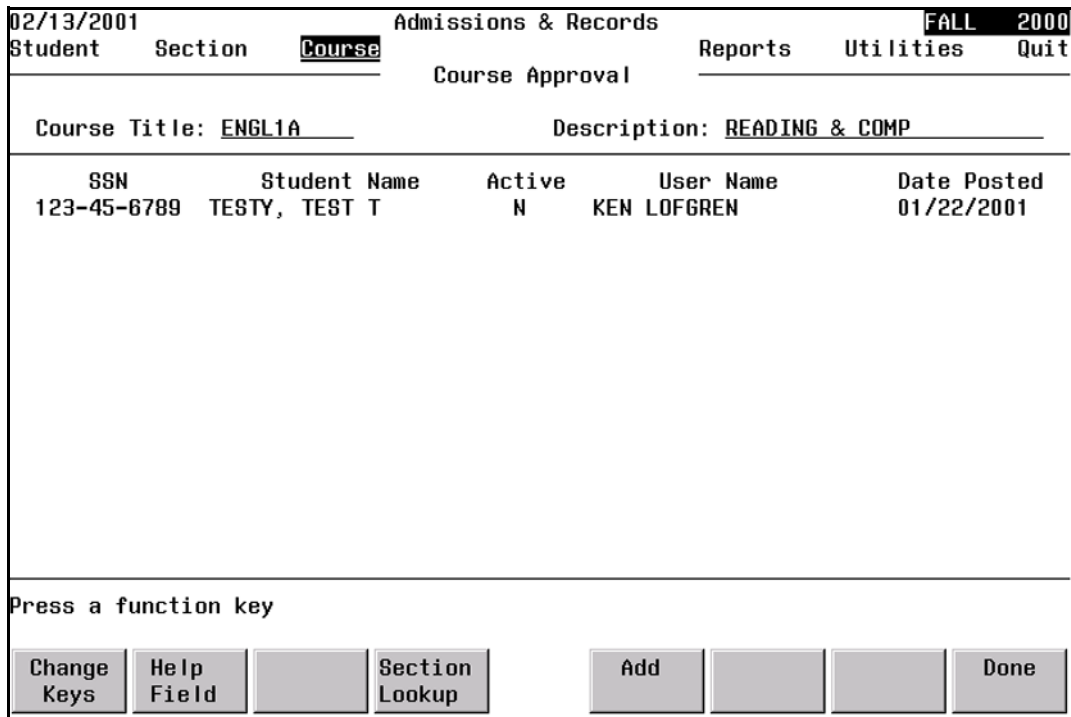 02/13/2001 Admissions & Records FALL 2000
Student Section Course Reports Utilities Quit
Course Approval
Course Title: ENGL1A Description: READING & COMP
SSN Student Name Active User Name Date Posted
123-45-6789 TESTY, TEST T N KEN LOFGREN 01/22/2001
Press a function key
Change Help Section Add Done
Keys Field Lookup